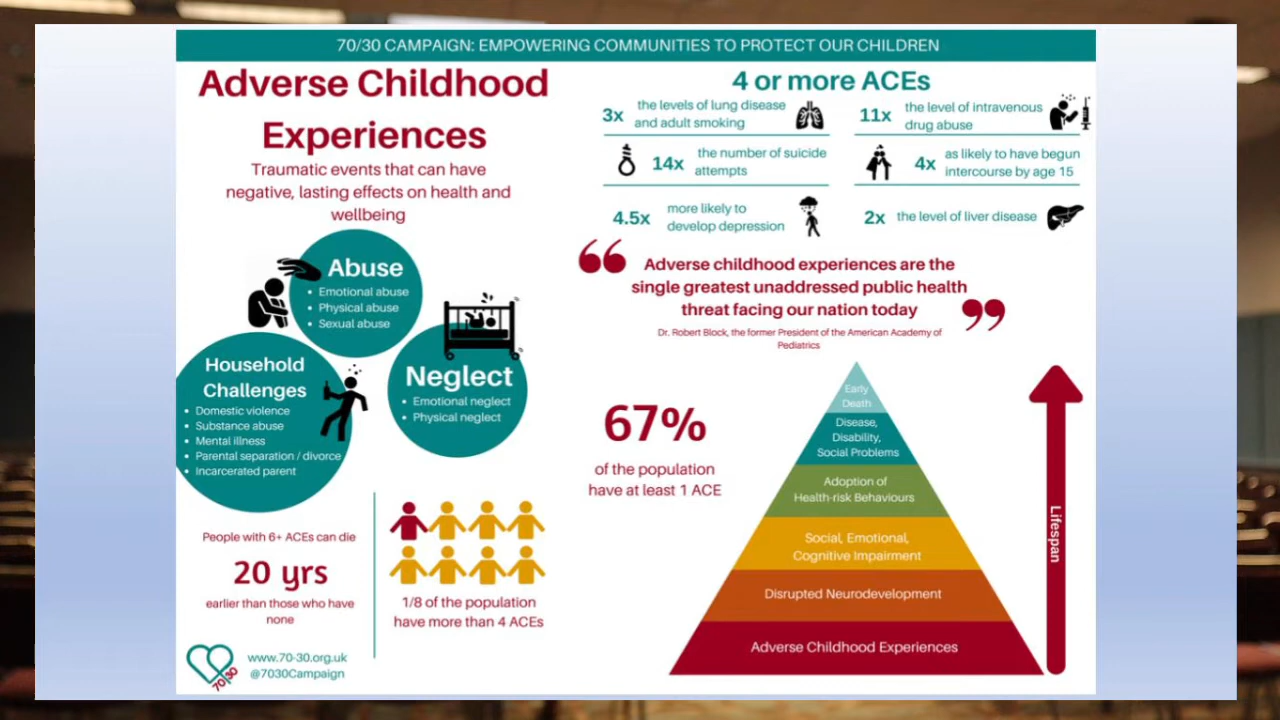 70/30 CAMPAIGN: EMPOWERING COMMUNITIES TO PROTECT OUR CHILDREN
Adverse Childhood
Experiences
Traumatic events that can have
negative, lasting effects on health and
wellbeing
Abuse
• Emotional abuse
• Physical abuse
• Sexual abuse
Household
Challenges
• Domestic violence
• Substance abuse
• Mental illness
• Parental separation / divorce
• Incarcerated parent
Neglect
• Emotional neglect
• Physical neglect
People with 6+ ACEs can die
20 yrs
earlier than those who have
none
1/8 of the population
have more than 4 ACEs
70/30
www.70-30.org.uk
@7030Campaign
4 or more ACEs
3x
the levels of lung disease
and adult smoking
11x
the level of intravenous
drug abuse
14x
the number of suicide
attempts
4x
as likely to have begun
intercourse by age 15
4.5x
more likely to
develop depression
2x
the level of liver disease
“
Adverse childhood experiences are the
single greatest unaddressed public health
threat facing our nation today
”
Dr. Robert Block, the former President of the American Academy of
Pediatrics
67%
of the population
have at least 1 ACE
Early
Death
Disease,
Disability,
Social Problems
Adoption of
Health-risk Behaviours
Social, Emotional,
Cognitive Impairment
Disrupted Neurodevelopment
Adverse Childhood Experiences
Lifespan